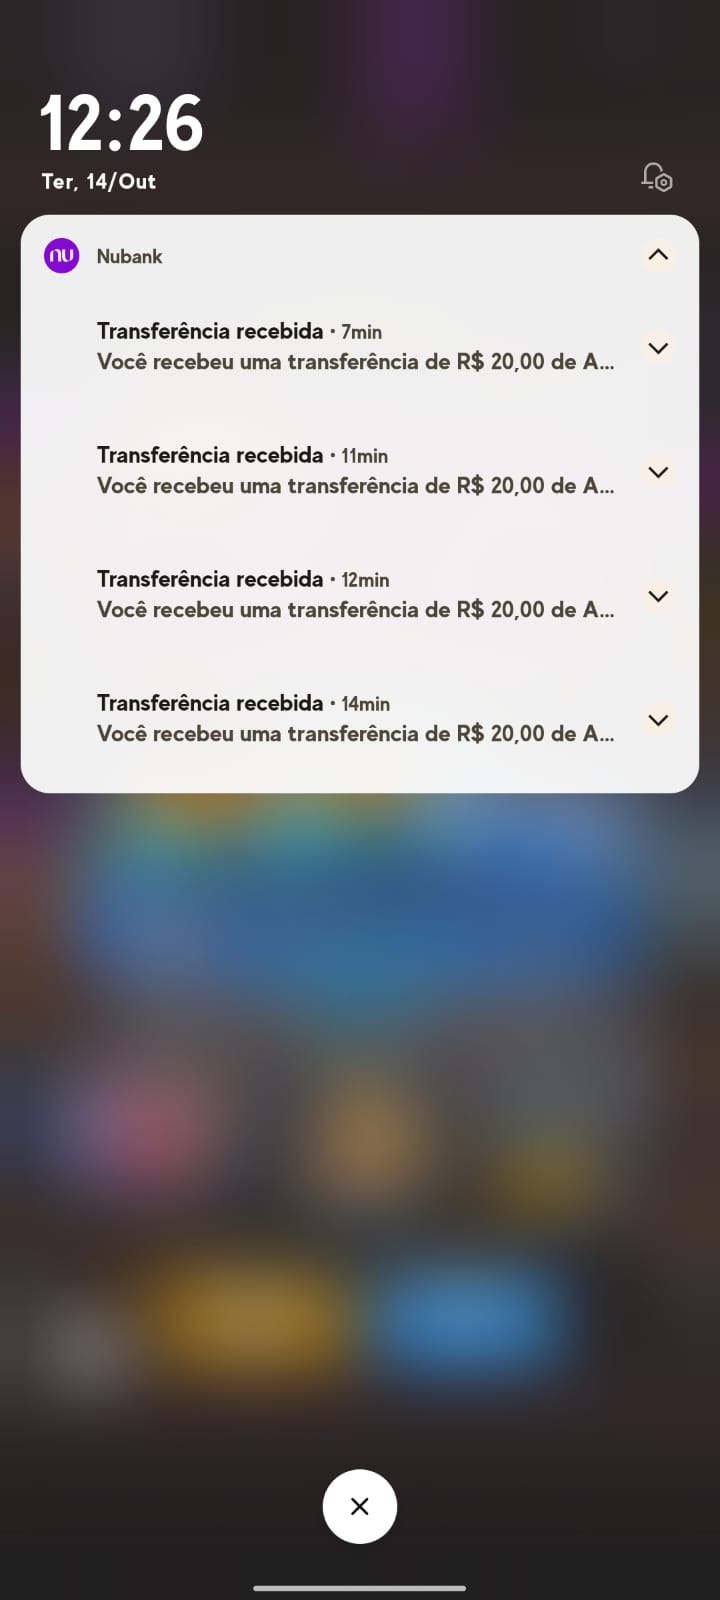 12:26
Ter, 14/Out
nu Nubank
Transferência recebida • 7min
Você recebeu uma transferência de R$ 20,00 de A...
Transferência recebida • 11min
Você recebeu uma transferência de R$ 20,00 de A...
Transferência recebida • 12min
Você recebeu uma transferência de R$ 20,00 de A...
Transferência recebida • 14min
Você recebeu uma transferência de R$ 20,00 de A...